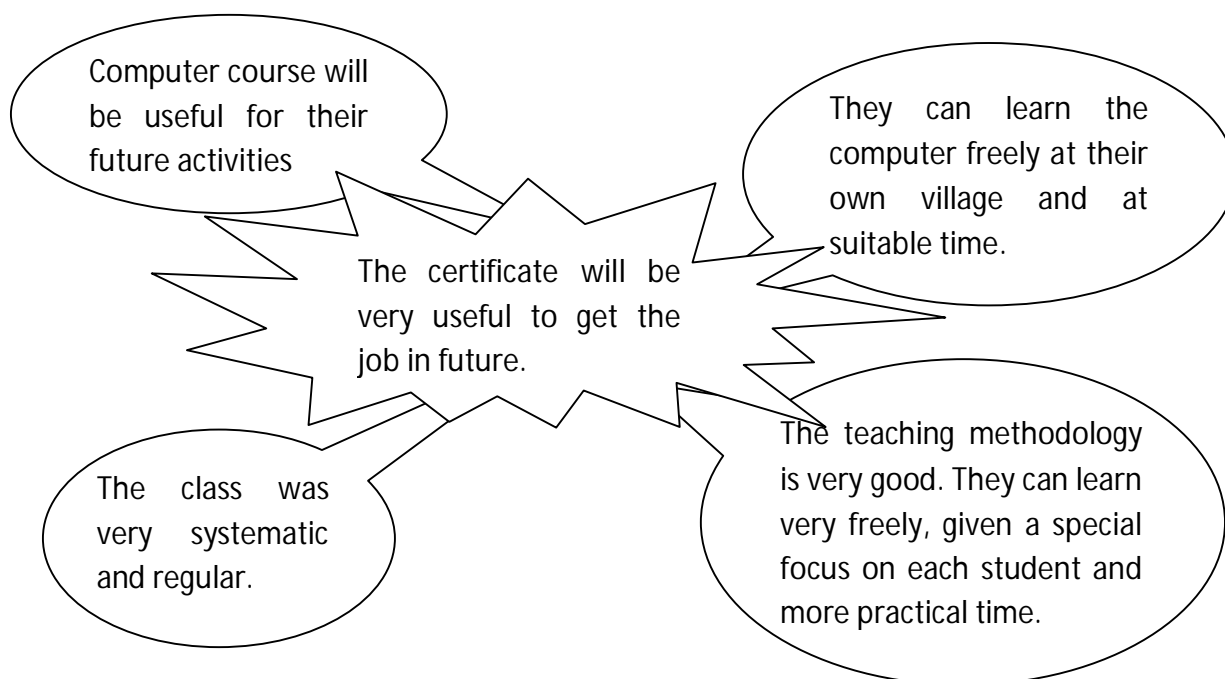 Computer course will
be useful for their
future activities
They can learn the
computer freely at their
own village and at
suitable time.
The certificate will be
very useful to get the
job in future.
The class was
very systematic
and regular.
The teaching methodology
is very good. They can learn
very freely, given a special
focus on each student and
more practical time.